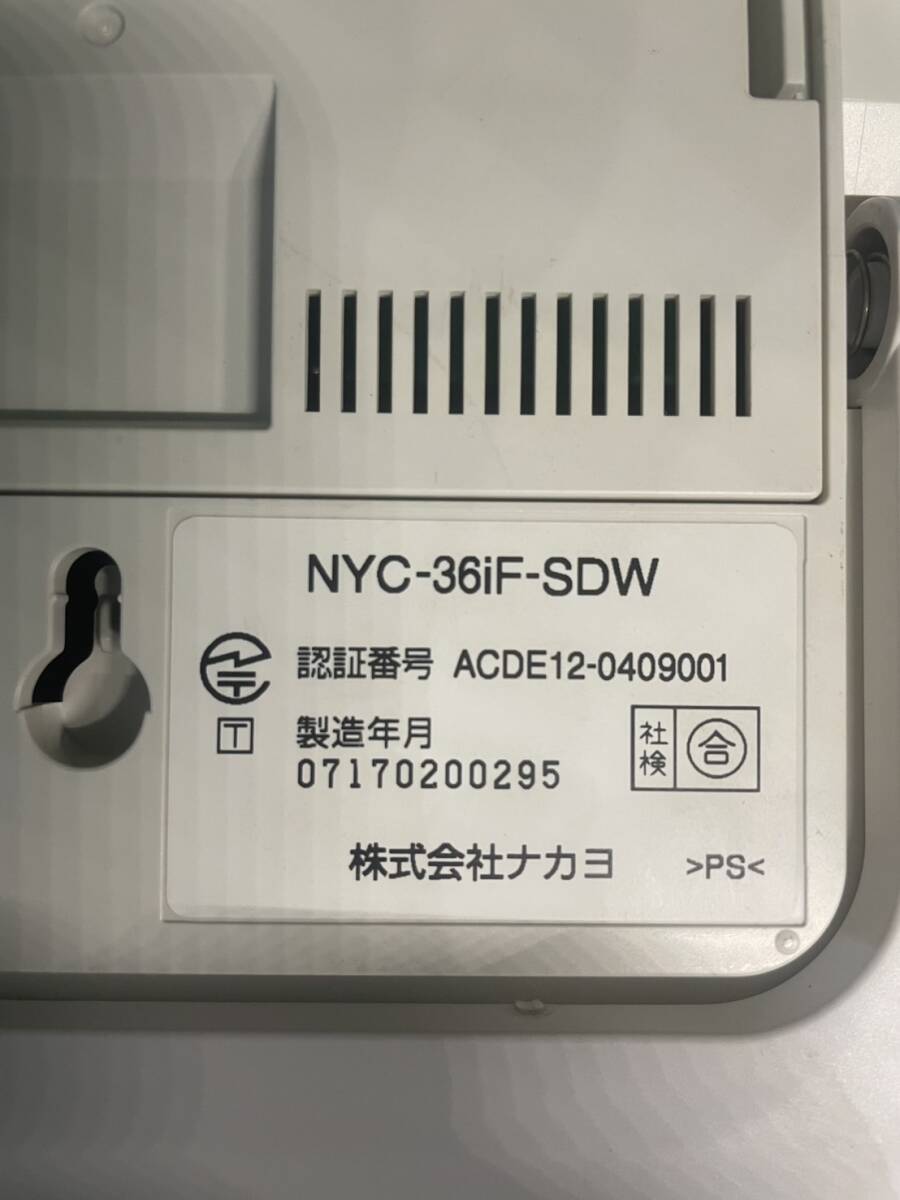 NYC-36iF-SDW
認証番号 ACDE12-0409001
T 製造年月
07170200295
社検 合
株式会社ナカヨ >PS<